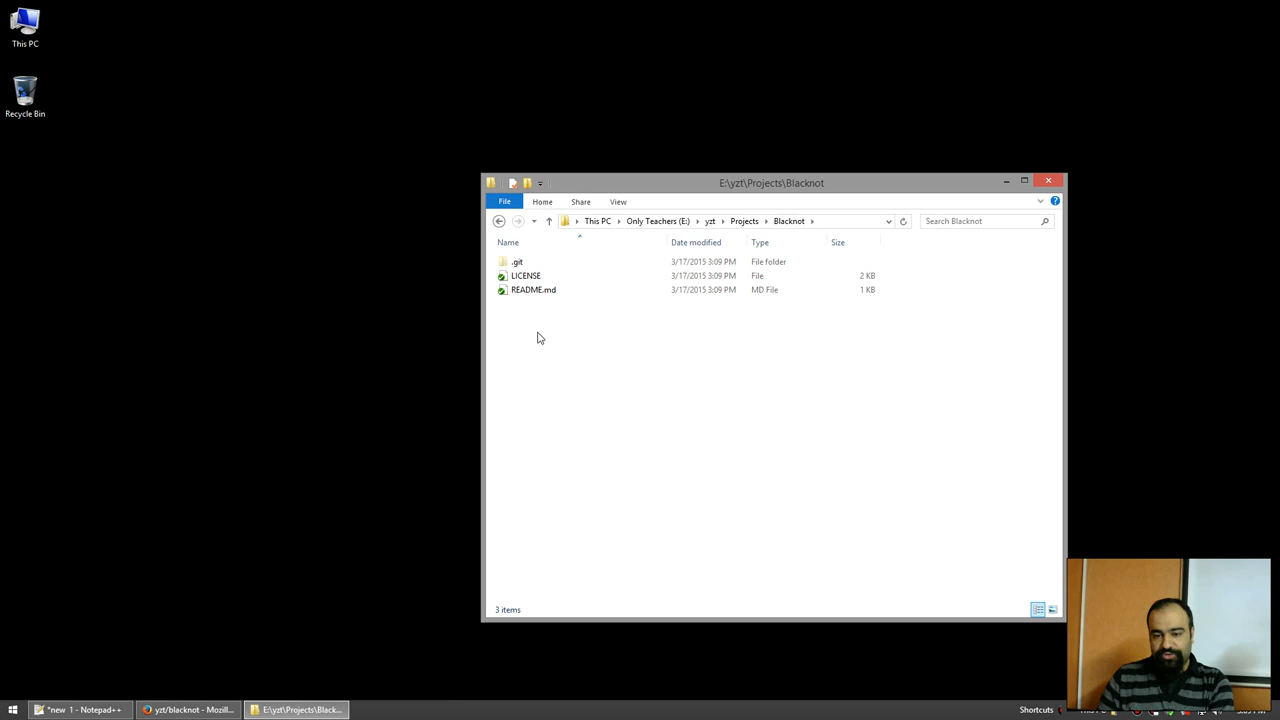 This PC
Recycle Bin
E:\yzt\Projects\Blacknot
File Home Share View
This PC Only Teachers (E:) yzt Projects Blacknot Search Blacknot
Name Date modified Type Size
.git 3/17/2015 3:09 PM File folder
LICENSE 3/17/2015 3:09 PM File 2 KB
README.md 3/17/2015 3:09 PM MD File 1 KB
3 items
*new 1 - Notepad++ yzt/blacknot - Mozill... E:\yzt\Projects\Black... Shortcuts